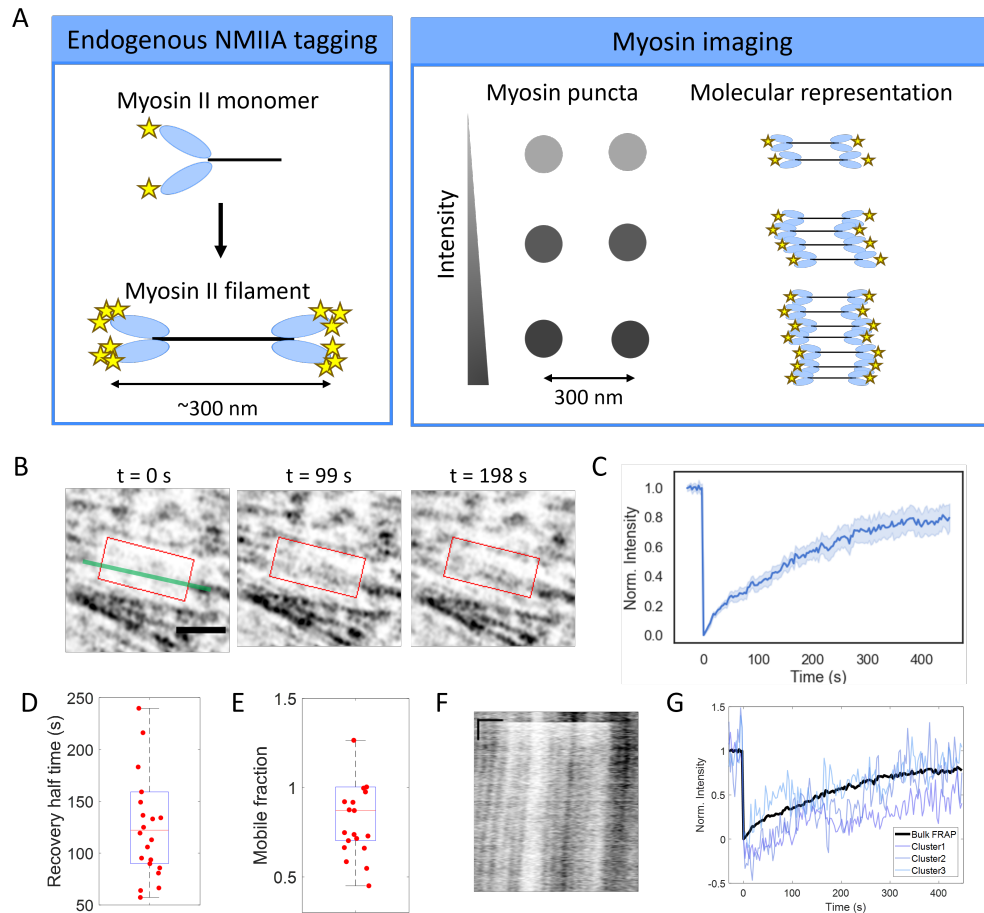 A
Endogenous NMIIA tagging
Myosin II monomer
Myosin II filament
~300 nm
Myosin imaging
Myosin puncta
Molecular representation
Intensity
300 nm
B
t = 0 s
t = 99 s
t = 198 s
C
Norm. Intensity
1.0
0.8
0.6
0.4
0.2
0.0
0
100
200
300
400
Time (s)
D
Recovery half time (s)
250
200
150
100
50
E
Mobile fraction
1.5
1
0.5
F
G
Norm. Intensity
1.5
1
0.5
0
-0.5
0
100
200
300
400
Time (s)
Bulk FRAP
Cluster1
Cluster2
Cluster3